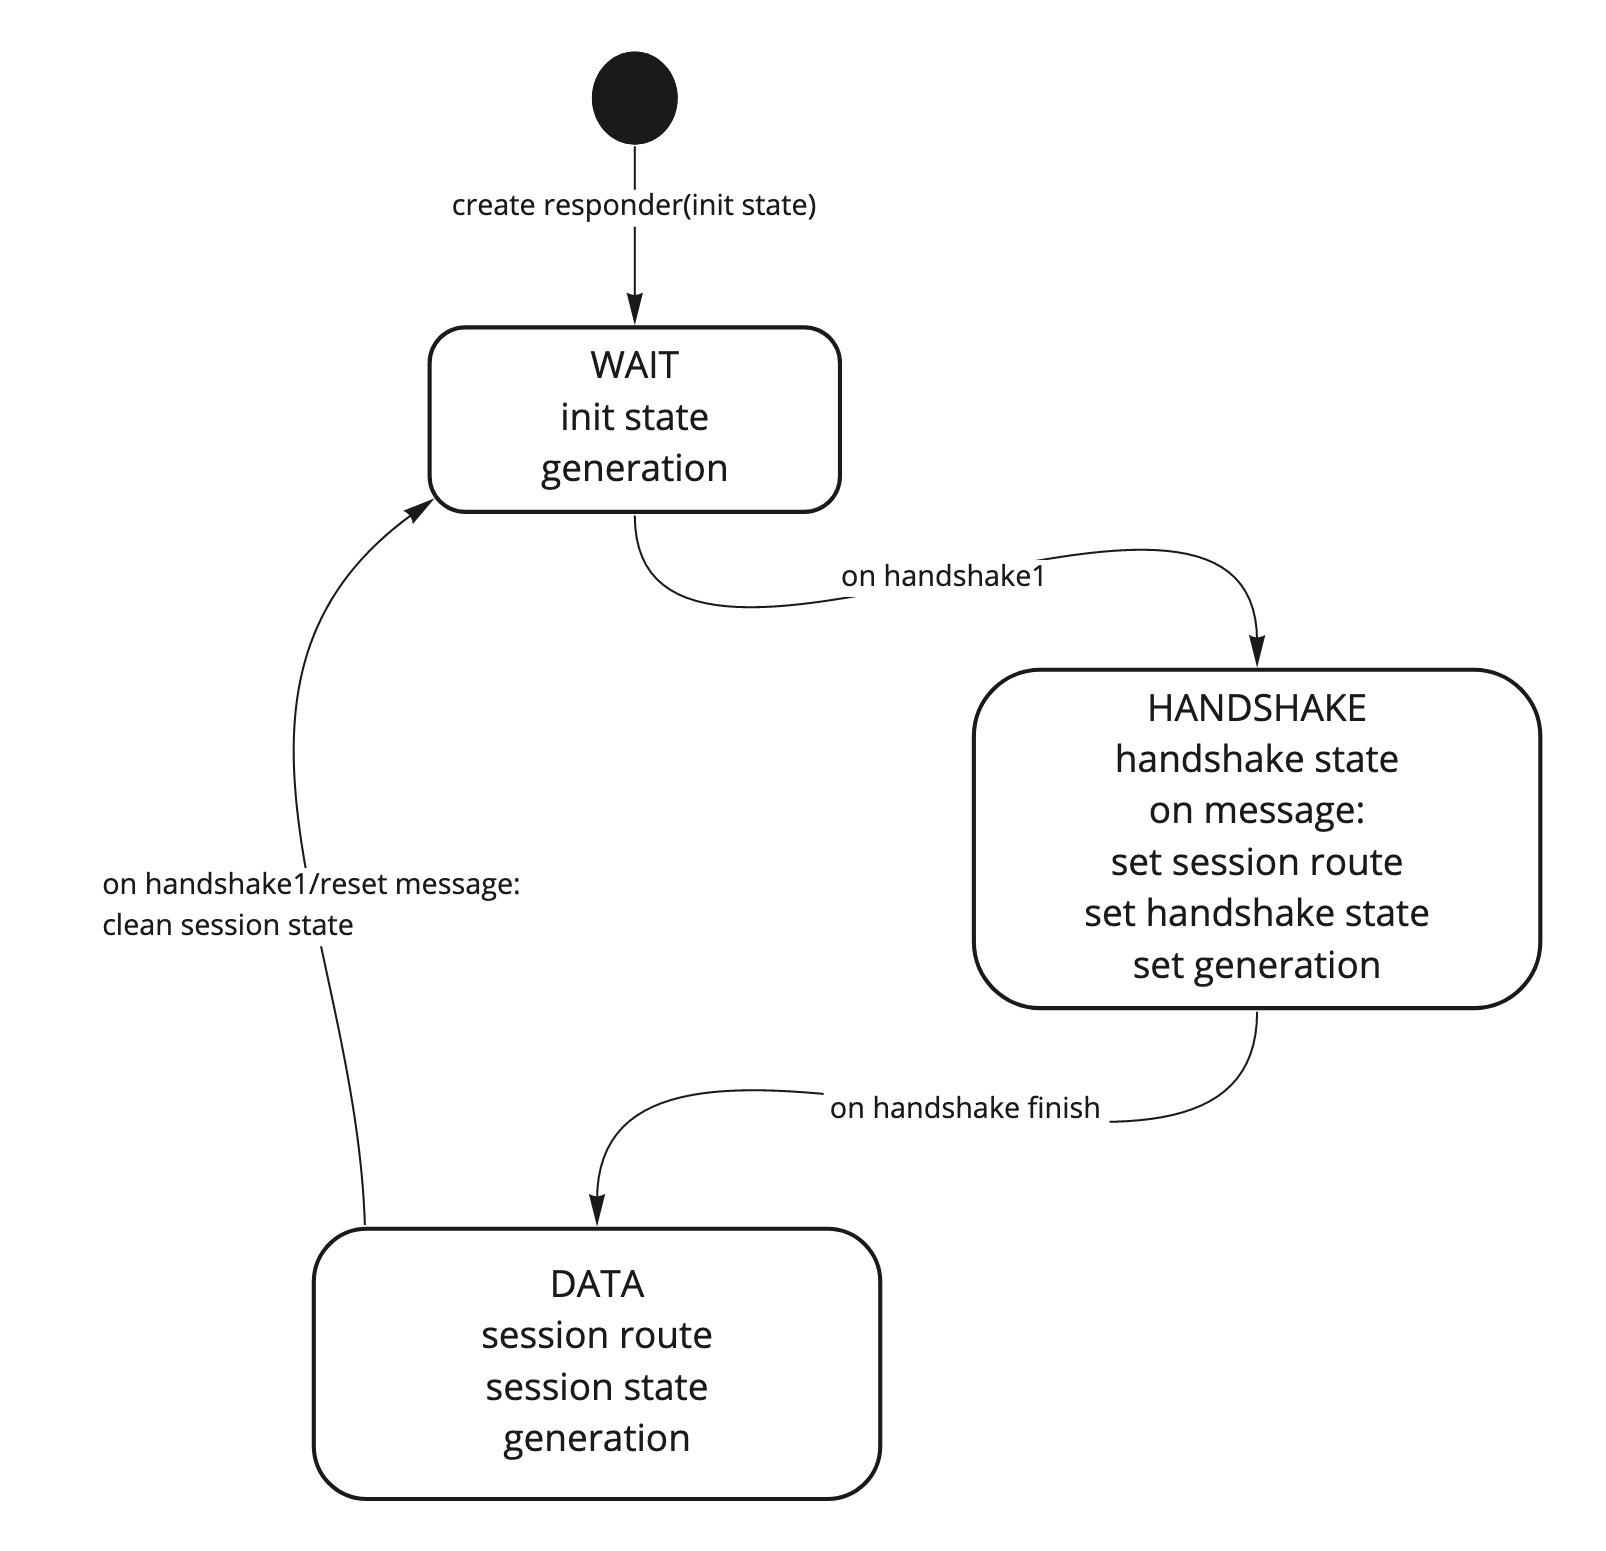 create responder(init state)
WAIT
init state
generation
on handshake1
HANDSHAKE
handshake state
on message:
set session route
set handshake state
set generation
on handshake1/reset message:
clean session state
on handshake finish
DATA
session route
session state
generation